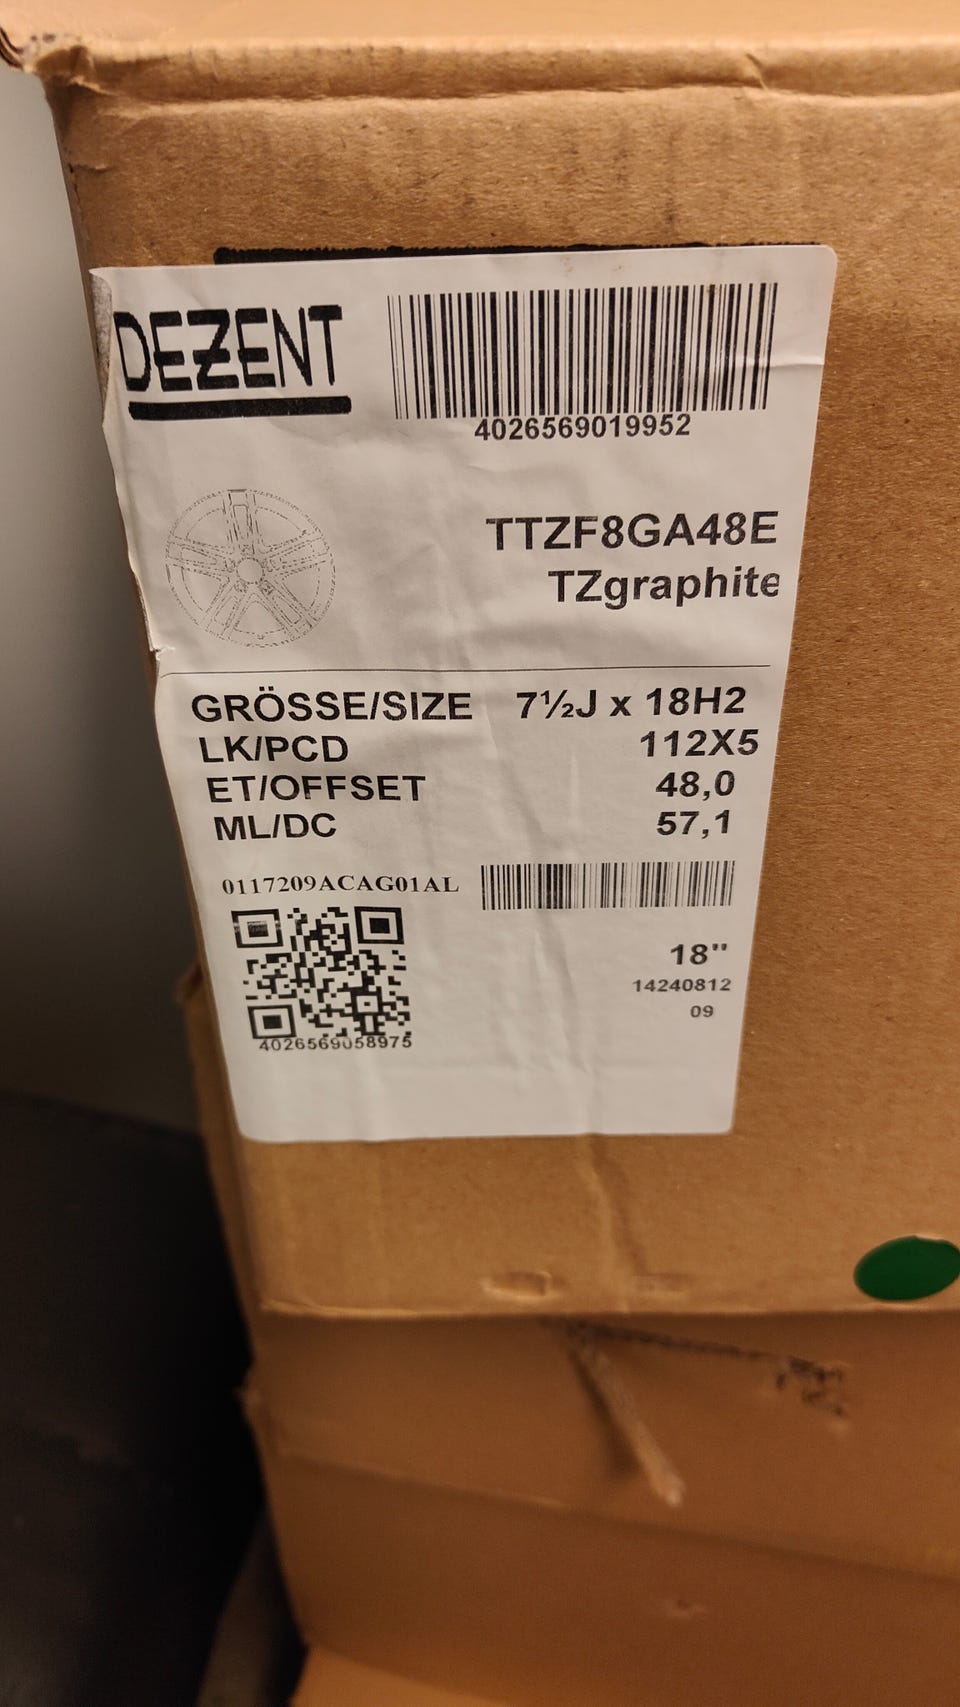 DEZENT
4026569019952
TTZF8GA48E
TZgraphite
GRÖSSE/SIZE 7½J x 18H2
LK/PCD 112X5
ET/OFFSET 48,0
ML/DC 57,1
0117209ACAG01AL
18"
14240812
09
4026569058975